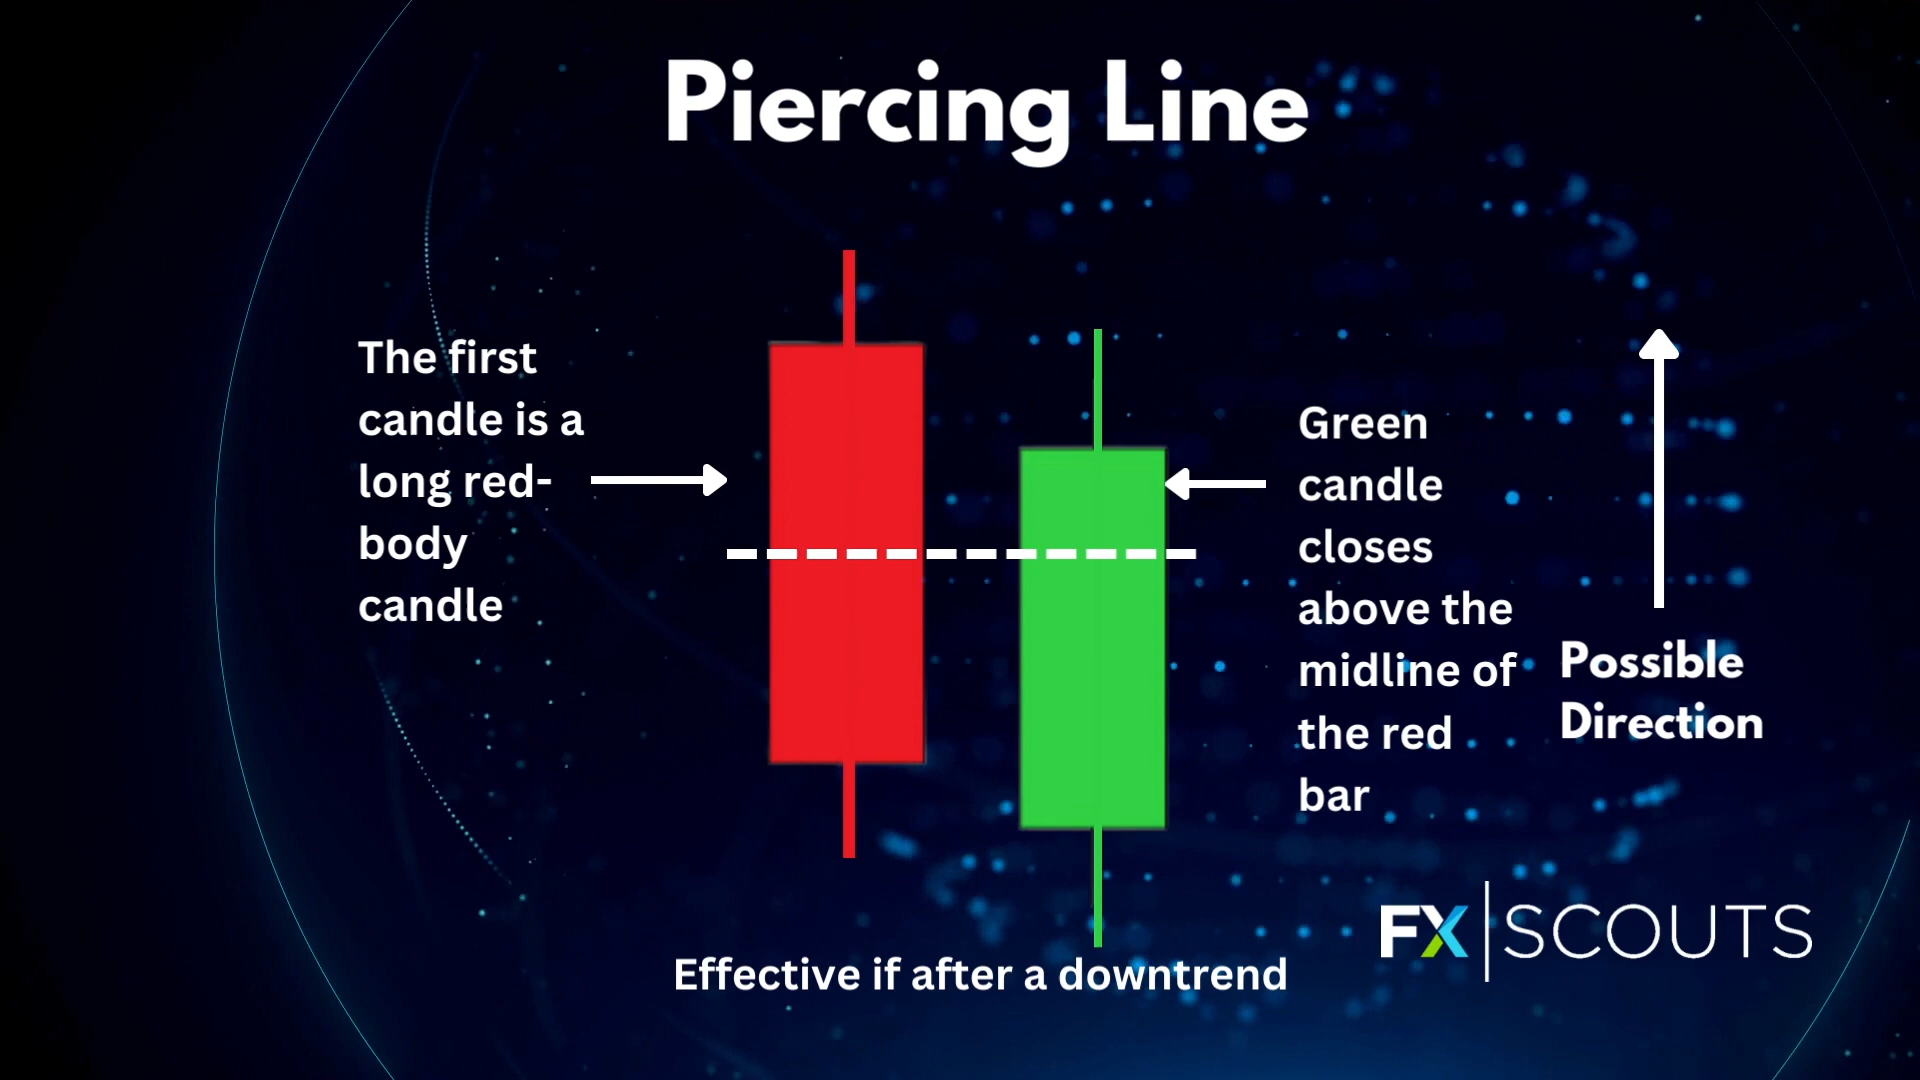 Piercing Line
The first
candle is a
long red-
body
candle
Green
candle
closes
above the
midline of
the red
bar
Possible
Direction
Effective if after a downtrend
FX|SCOUTS